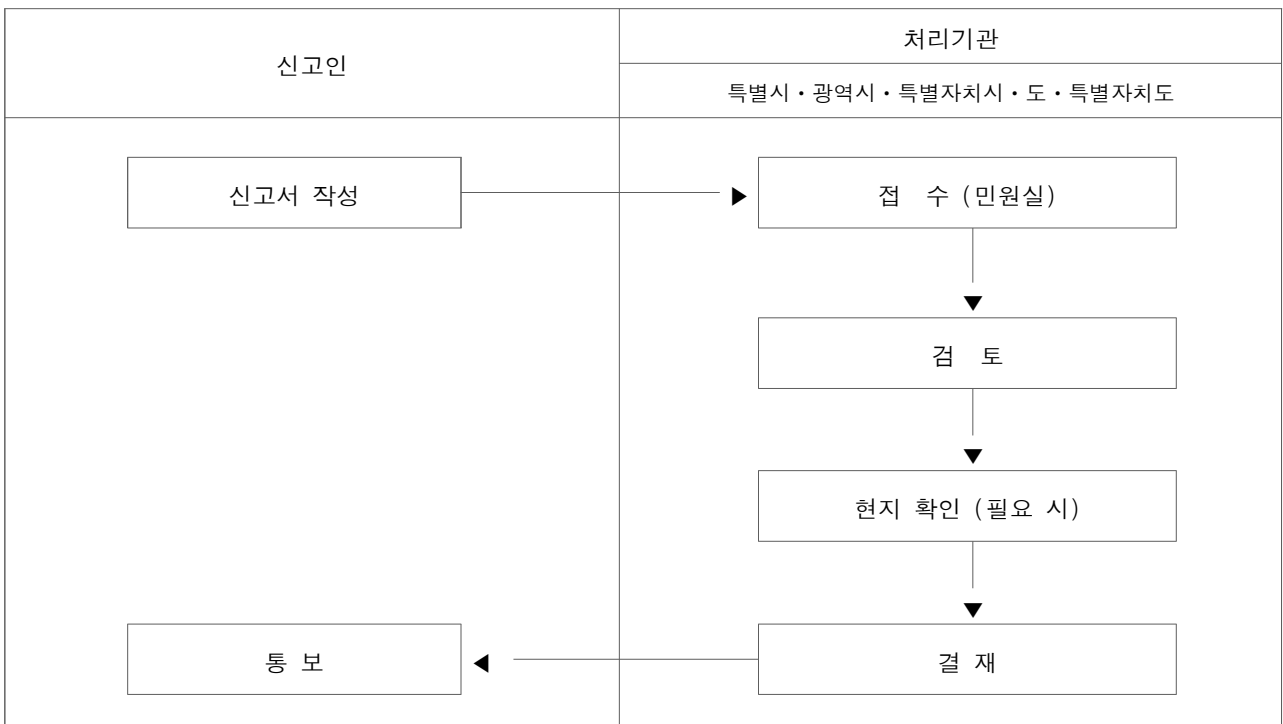 신고인
처리기관
특별시・광역시・특별자치시・도・특별자치도
신고서 작성
접 수 (민원실)
검 토
현지 확인 (필요 시)
통 보
결 재